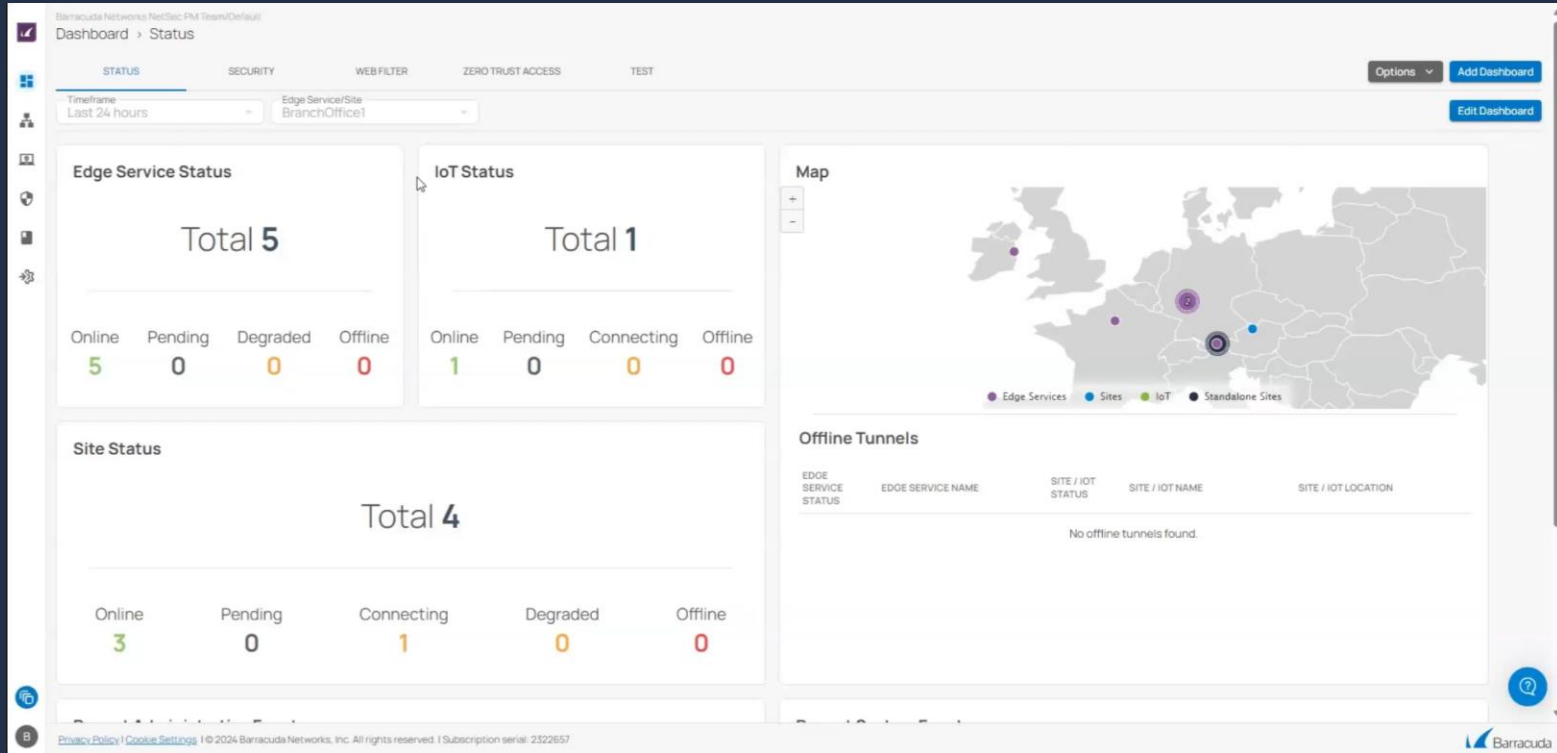 Barracuda Networks NetSec PM Team/Default
Dashboard › Status
STATUS SECURITY WEB FILTER ZERO TRUST ACCESS TEST
Options Add Dashboard
Timeframe
Last 24 hours
Edge Service/Site
BranchOffice1
Edit Dashboard
Edge Service Status
Total 5
Online Pending Degraded Offline
5 0 0 0
IoT Status
Total 1
Online Pending Connecting Offline
1 0 0 0
Map
+
-
2
Edge Services Sites IoT Standalone Sites
Site Status
Total 4
Online Pending Connecting Degraded Offline
3 0 1 0 0
Offline Tunnels
EDGE SERVICE STATUS
EDGE SERVICE NAME
SITE / IOT STATUS
SITE / IOT NAME
SITE / IOT LOCATION
No offline tunnels found.
B
Privacy Policy | Cookie Settings | © 2024 Barracuda Networks, Inc. All rights reserved. | Subscription serial: 2322657
Barracuda